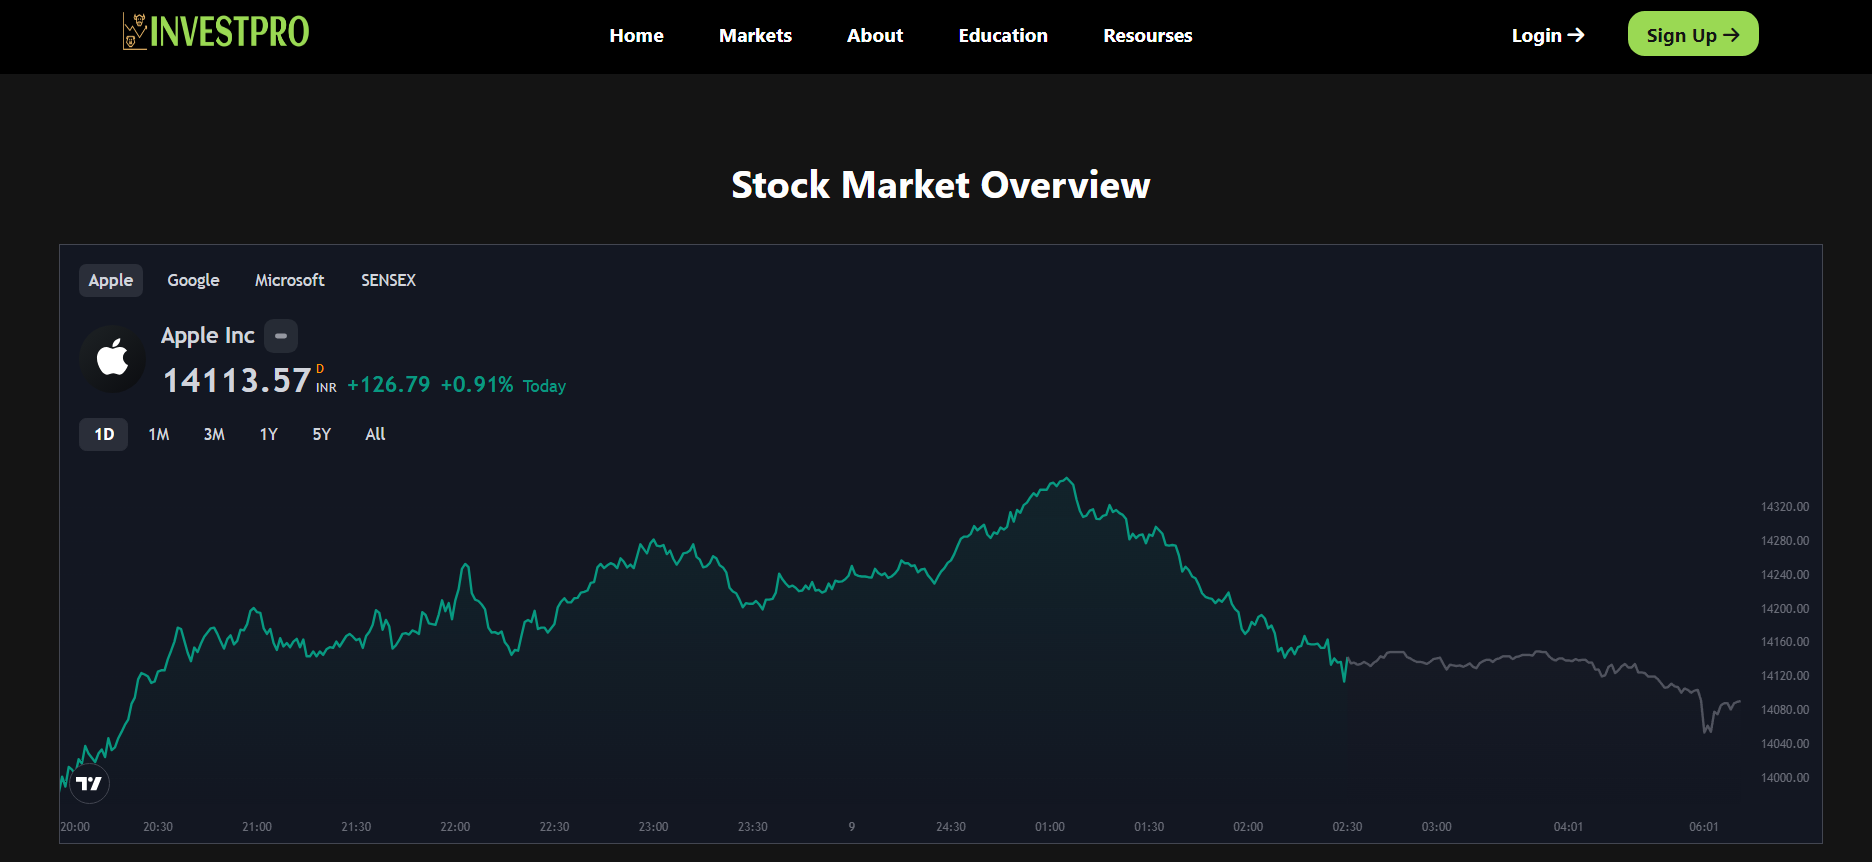 INVESTPRO
Home Markets About Education Resourses
Login → Sign Up →
Stock Market Overview
Apple Google Microsoft SENSEX
Apple Inc
14113.57 D INR +126.79 +0.91% Today
1D 1M 3M 1Y 5Y All
14320.00
14280.00
14240.00
14200.00
14160.00
14120.00
14080.00
14040.00
14000.00
20:00 20:30 21:00 21:30 22:00 22:30 23:00 23:30 9 24:30 01:00 01:30 02:00 02:30 03:00 04:01 06:01